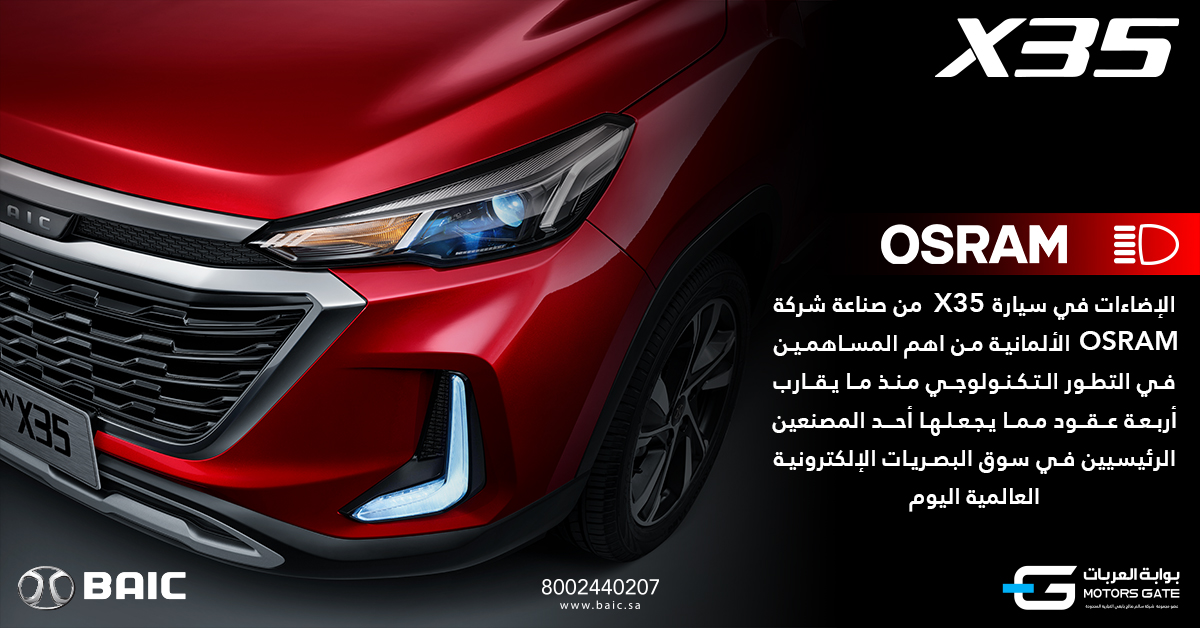 X35
OSRAM
الإضاءات في سيارة X35 من صناعة شركة
OSRAM الألمانية من اهم المساهمين
في التطور التكنولوجي منذ ما يقارب
أربعة عقود مما يجعلها أحد المصنعين
الرئيسيين في سوق البصريات الإلكترونية
العالمية اليوم
AIC
X35
BAIC
8002440207
www.baic.sa
بوابة العربات
MOTORS GATE